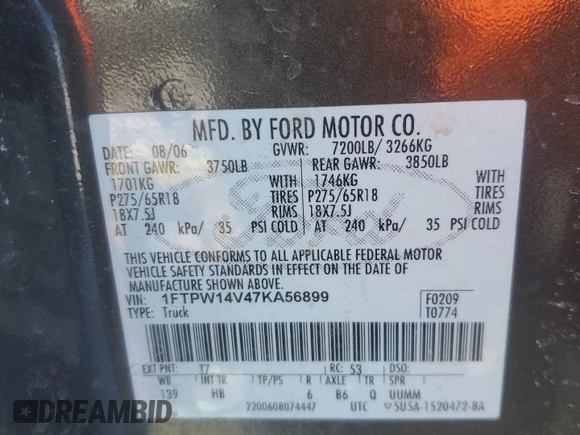 MFD. BY FORD MOTOR CO.
DATE: 08/06 GVWR: 7200LB/ 3266KG
FRONT GAWR: 3750LB REAR GAWR: 3850LB
1701KG WITH 1746KG WITH
P275/65R18 TIRES P275/65R18 TIRES
18X7.5J RIMS 18X7.5J RIMS
AT 240 kPa/ 35 PSI COLD AT 240 kPa/ 35 PSI COLD
THIS VEHICLE CONFORMS TO ALL APPLICABLE FEDERAL MOTOR
VEHICLE SAFETY STANDARDS IN EFFECT ON THE DATE OF
MANUFACTURE SHOWN ABOVE.
VIN: 1FTPW14V47KA56899 F0209
TYPE: Truck T0774
EXT PNT: T7 RC: 53 DSO:
WB INT TR TP/PS R AXLE TR SPR
139 HB 6 B6 Q UUMM
2200608074447 UTC 5U5A-1520472-BA
Ford
DREAMBID